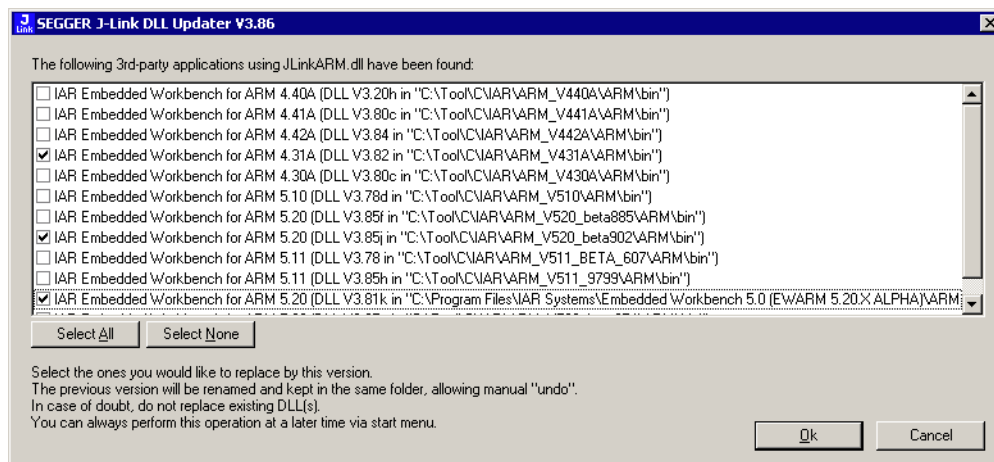 J Link SEGGER J-Link DLL Updater V3.86
The following 3rd-party applications using JLinkARM.dll have been found:
IAR Embedded Workbench for ARM 4.40A (DLL V3.20h in "C:\Tool\C\IAR\ARM_V440A\ARM\bin")
IAR Embedded Workbench for ARM 4.41A (DLL V3.80c in "C:\Tool\C\IAR\ARM_V441A\ARM\bin")
IAR Embedded Workbench for ARM 4.42A (DLL V3.84 in "C:\Tool\C\IAR\ARM_V442A\ARM\bin")
IAR Embedded Workbench for ARM 4.31A (DLL V3.82 in "C:\Tool\C\IAR\ARM_V431A\ARM\bin")
IAR Embedded Workbench for ARM 4.30A (DLL V3.80c in "C:\Tool\C\IAR\ARM_V430A\ARM\bin")
IAR Embedded Workbench for ARM 5.10 (DLL V3.78d in "C:\Tool\C\IAR\ARM_V510\ARM\bin")
IAR Embedded Workbench for ARM 5.20 (DLL V3.85f in "C:\Tool\C\IAR\ARM_V520_beta885\ARM\bin")
IAR Embedded Workbench for ARM 5.20 (DLL V3.85j in "C:\Tool\C\IAR\ARM_V520_beta902\ARM\bin")
IAR Embedded Workbench for ARM 5.11 (DLL V3.78 in "C:\Tool\C\IAR\ARM_V511_BETA_607\ARM\bin")
IAR Embedded Workbench for ARM 5.11 (DLL V3.85h in "C:\Tool\C\IAR\ARM_V511_9799\ARM\bin")
IAR Embedded Workbench for ARM 5.20 (DLL V3.81k in "C:\Program Files\IAR Systems\Embedded Workbench 5.0 (EWARM 5.20.X ALPHA)\ARM
Select All Select None
Select the ones you would like to replace by this version.
The previous version will be renamed and kept in the same folder, allowing manual "undo".
In case of doubt, do not replace existing DLL(s).
You can always perform this operation at a later time via start menu.
Ok Cancel